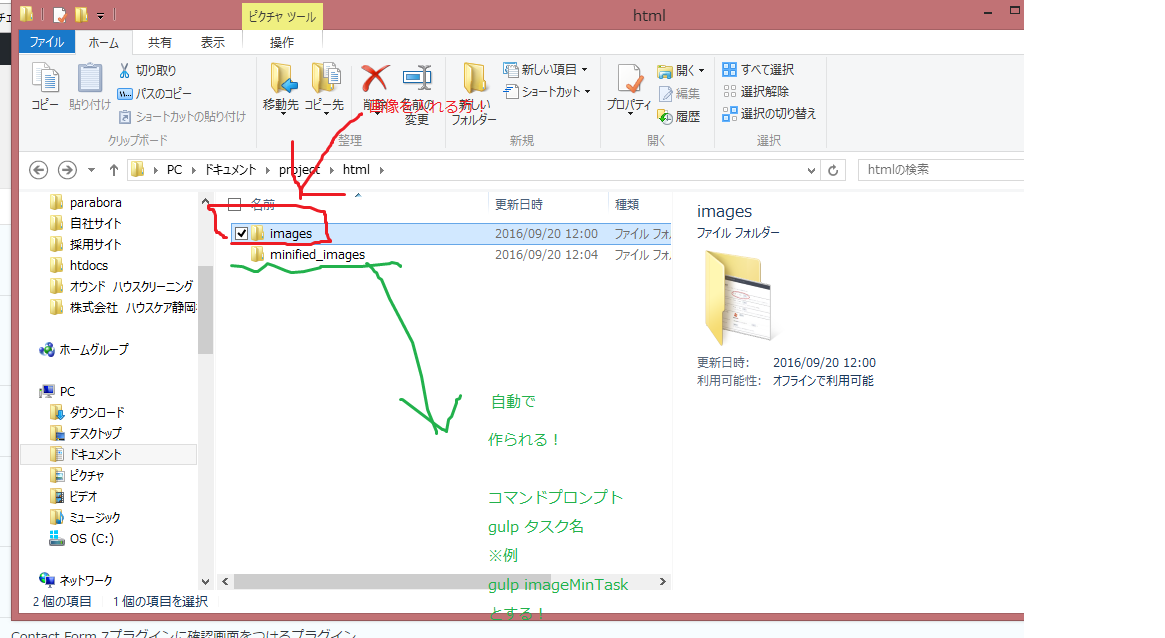 ピクチャ ツール
html
ファイル
ホーム
共有
表示
操作
コピー
貼り付け
切り取り
パスのコピー
ショートカットの貼り付け
クリップボード
移動先
コピー先
削除
名前の
変更
画像を入れる
整理
新しい
フォルダー
新しい項目
ショートカット
新規
プロパティ
開く
編集
履歴
開く
すべて選択
選択解除
選択の切り替え
選択
PC
ドキュメント
project
html
htmlの検索
parabora
自社サイト
採用サイト
htdocs
オウンド ハウスクリーニング
株式会社 ハウスケア静岡
ホームグループ
PC
ダウンロード
デスクトップ
ドキュメント
ピクチャ
ビデオ
ミュージック
OS (C:)
ネットワーク
名前
更新日時
種類
images
2016/09/20 12:00
ファイル フォ
minified_images
2016/09/20 12:04
ファイル フォ
自動で
作られる！
コマンドプロンプト
gulp タスク名
※例
gulp imageMinTask
とする！
images
ファイル フォルダー
更新日時: 2016/09/20 12:00
利用可能性: オフラインで利用可能
2 個の項目
1 個の項目を選択
Contact Form 7プラグインに確認画面をつけるプラグイン